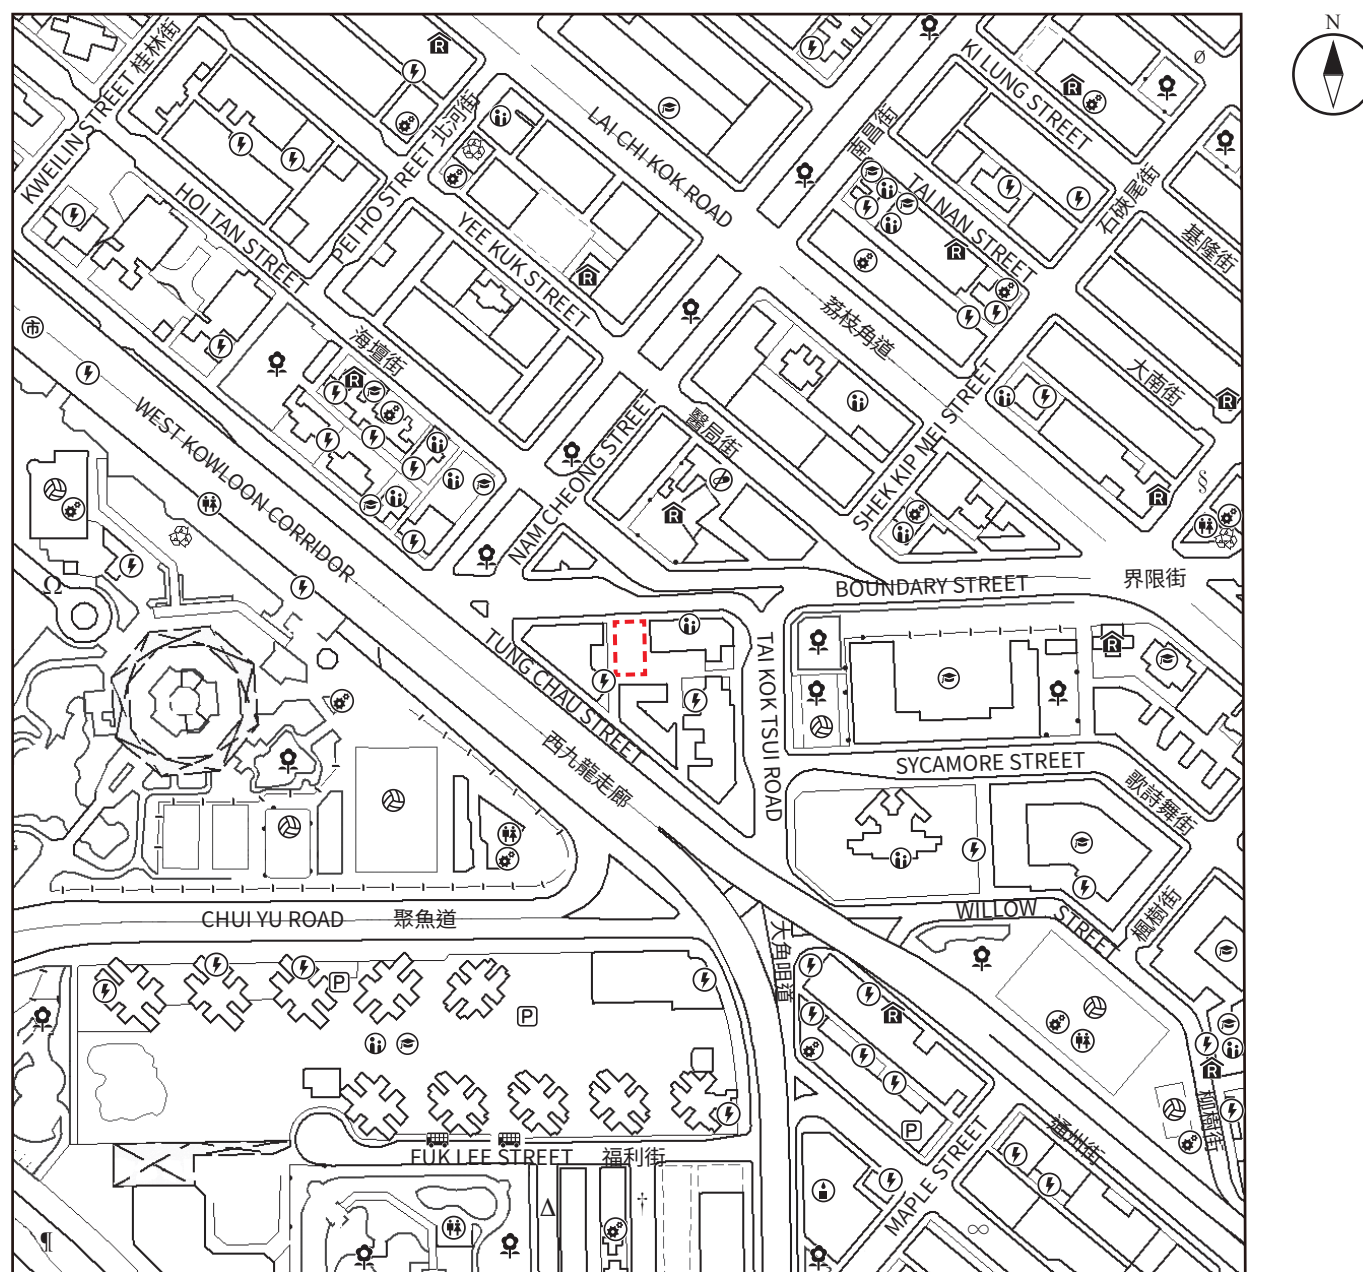 N
KWEILIN STREET 桂林街
KI LUNG STREET
LAI CHI KOK ROAD
南昌街
PEI HO STREET 北河街
HOI TAN STREET
YEE KUK STREET
TAI NAN STREET
石硤尾街
基隆街
荔枝角道
大南街
海壇街
市
WEST KOWLOON CORRIDOR
NAM CHEONG STREET
醫局街
SHEK KIP MEI STREET
§
Ω
BOUNDARY STREET 界限街
TUNG CHAU STREET
TAI KOK TSUI ROAD
西九龍走廊
SYCAMORE STREET
歌詩舞街
WILLOW STREET
楓樹街
CHUI YU ROAD 聚魚道
大角咀道
P
P
P
柳樹街
通州街
MAPLE STREET
FUK LEE STREET 福利街
Δ
†
∞
¶
R
R
R
R
R
R
R
R
R
R
R
R
ø